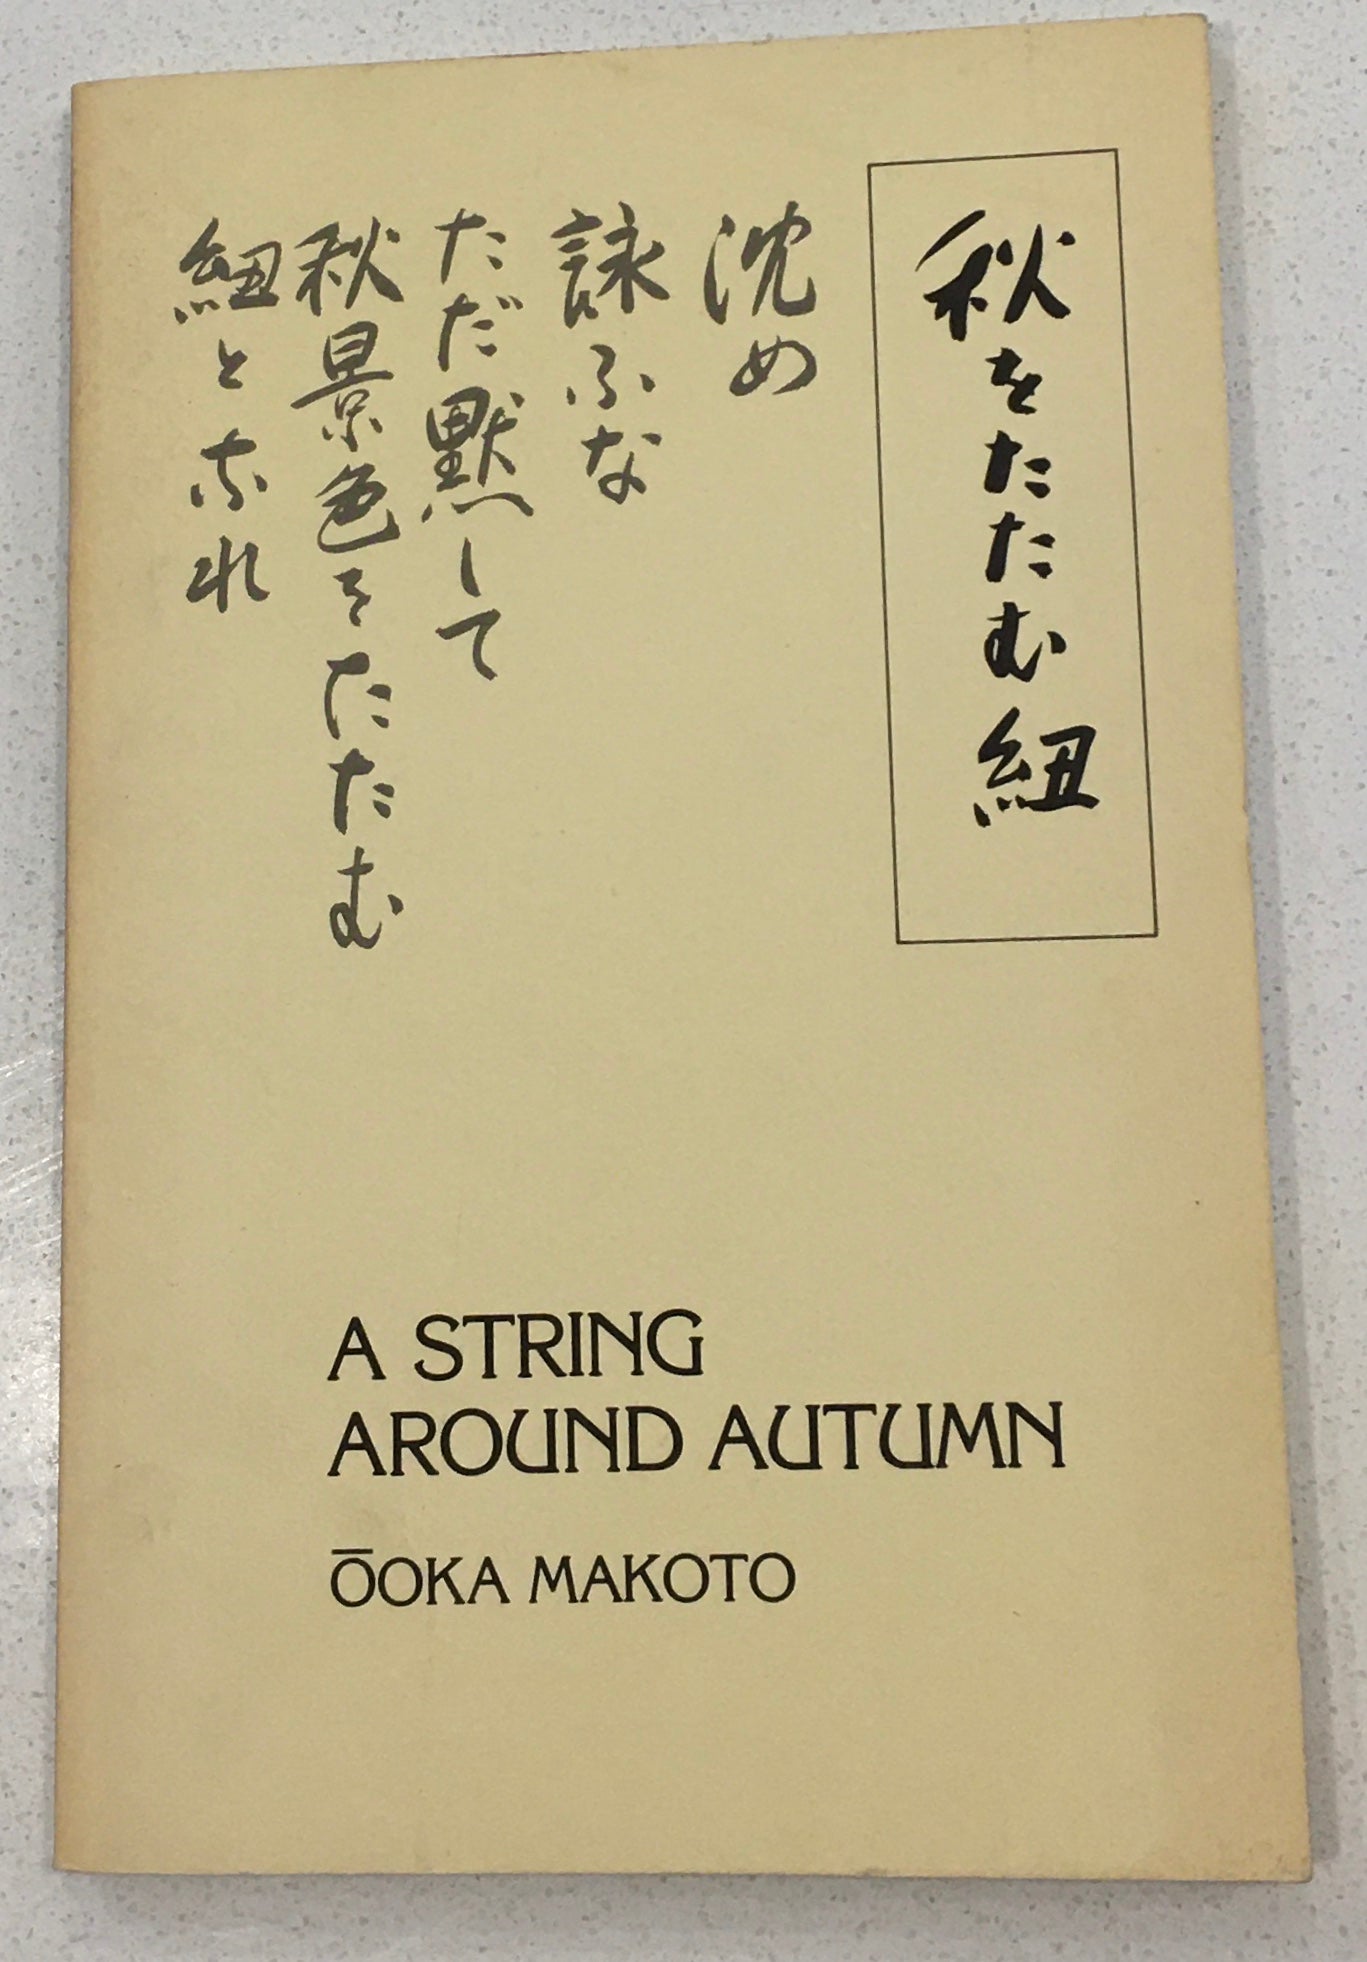 秋をたたむ紐
沈め
詠ふな
ただ黙して
秋景色をたたむ
紐となれ
A STRING
AROUND AUTUMN
ŌOKA MAKOTO